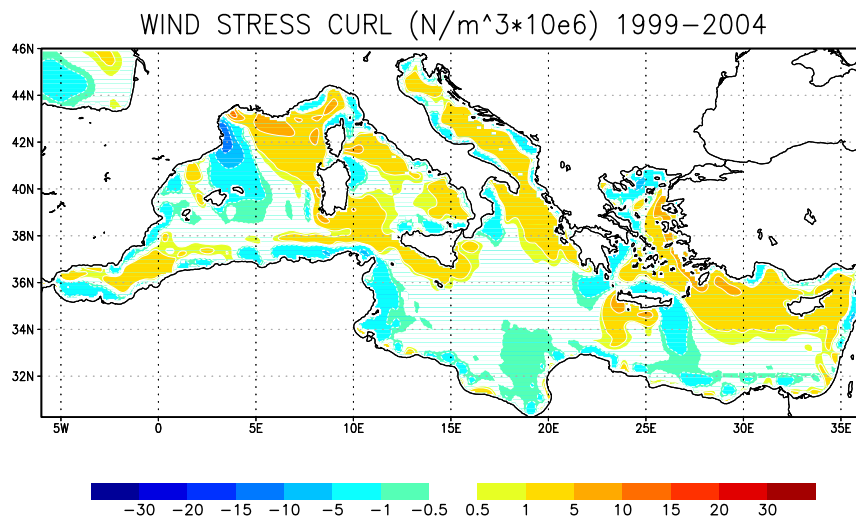 WIND STRESS CURL (N/m^3*10e6) 1999-2004
46N
44N
42N
40N
38N
36N
34N
32N
5W 0 5E 10E 15E 20E 25E 30E 35E
-30 -20 -15 -10 -5 -1 -0.5 0.5 1 5 10 15 20 30